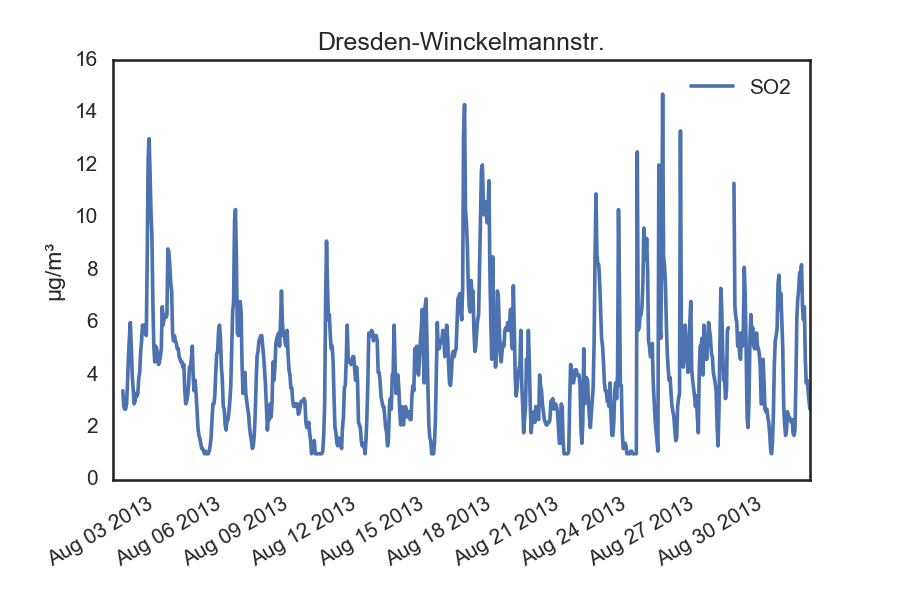 Dresden-Winckelmannstr.
SO2
µg/m³
16
14
12
10
8
6
4
2
0
Aug 03 2013
Aug 06 2013
Aug 09 2013
Aug 12 2013
Aug 15 2013
Aug 18 2013
Aug 21 2013
Aug 24 2013
Aug 27 2013
Aug 30 2013